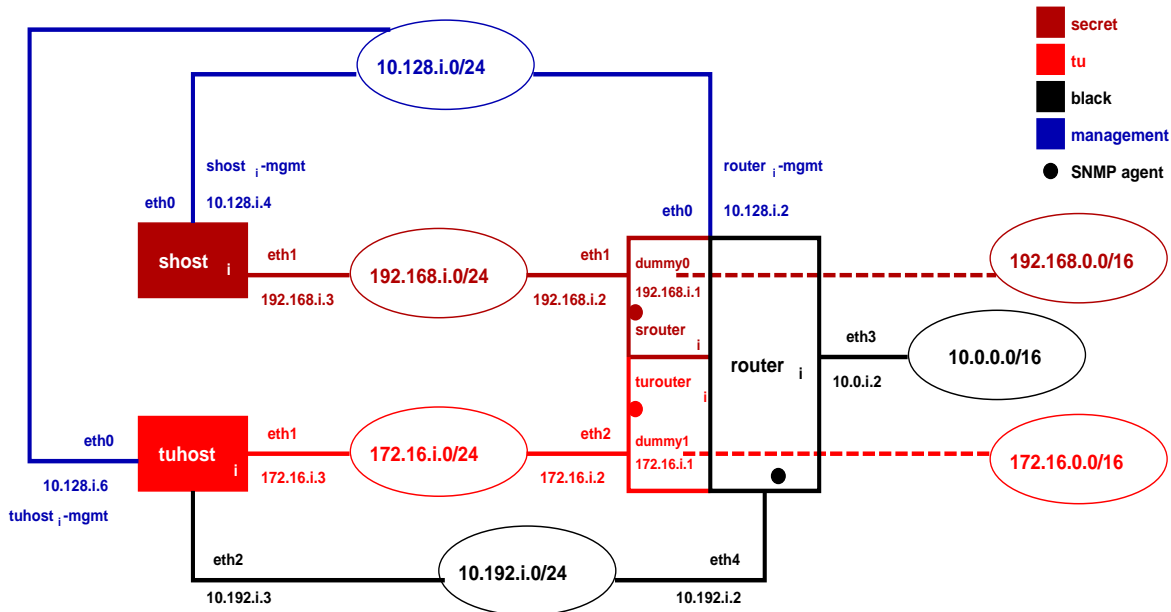 secret
tu
black
management
SNMP agent
10.128.i.0/24
shost i-mgmt
router i-mgmt
eth0
10.128.i.4
eth0
10.128.i.2
shost i
eth1
192.168.i.3
192.168.i.0/24
eth1
192.168.i.2
dummy0
192.168.i.1
srouter i
192.168.0.0/16
router i
eth3
10.0.i.2
10.0.0.0/16
turouter i
eth0
10.128.i.6
tuhost i-mgmt
tuhost i
eth1
172.16.i.3
172.16.i.0/24
eth2
172.16.i.2
dummy1
172.16.i.1
172.16.0.0/16
eth2
10.192.i.3
10.192.i.0/24
eth4
10.192.i.2